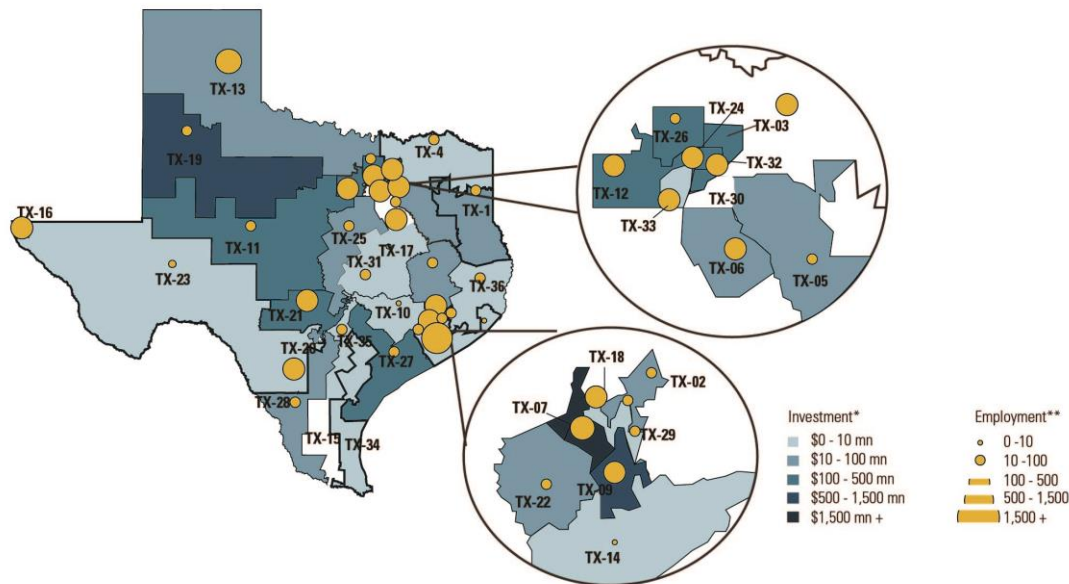 TX-13
TX-19
TX-4
TX-1
TX-16
TX-11
TX-25
TX-17
TX-23
TX-31
TX-36
TX-10
TX-21
TX-35
TX-20
TX-27
TX-28
TX-15
TX-34
TX-24
TX-03
TX-26
TX-32
TX-12
TX-30
TX-33
TX-06
TX-05
TX-18
TX-02
TX-07
TX-29
TX-09
TX-22
TX-14
Investment*
$0 - 10 mn
$10 - 100 mn
$100 - 500 mn
$500 - 1,500 mn
$1,500 mn +
Employment**
0 -10
10 -100
100 - 500
500 - 1,500
1,500 +